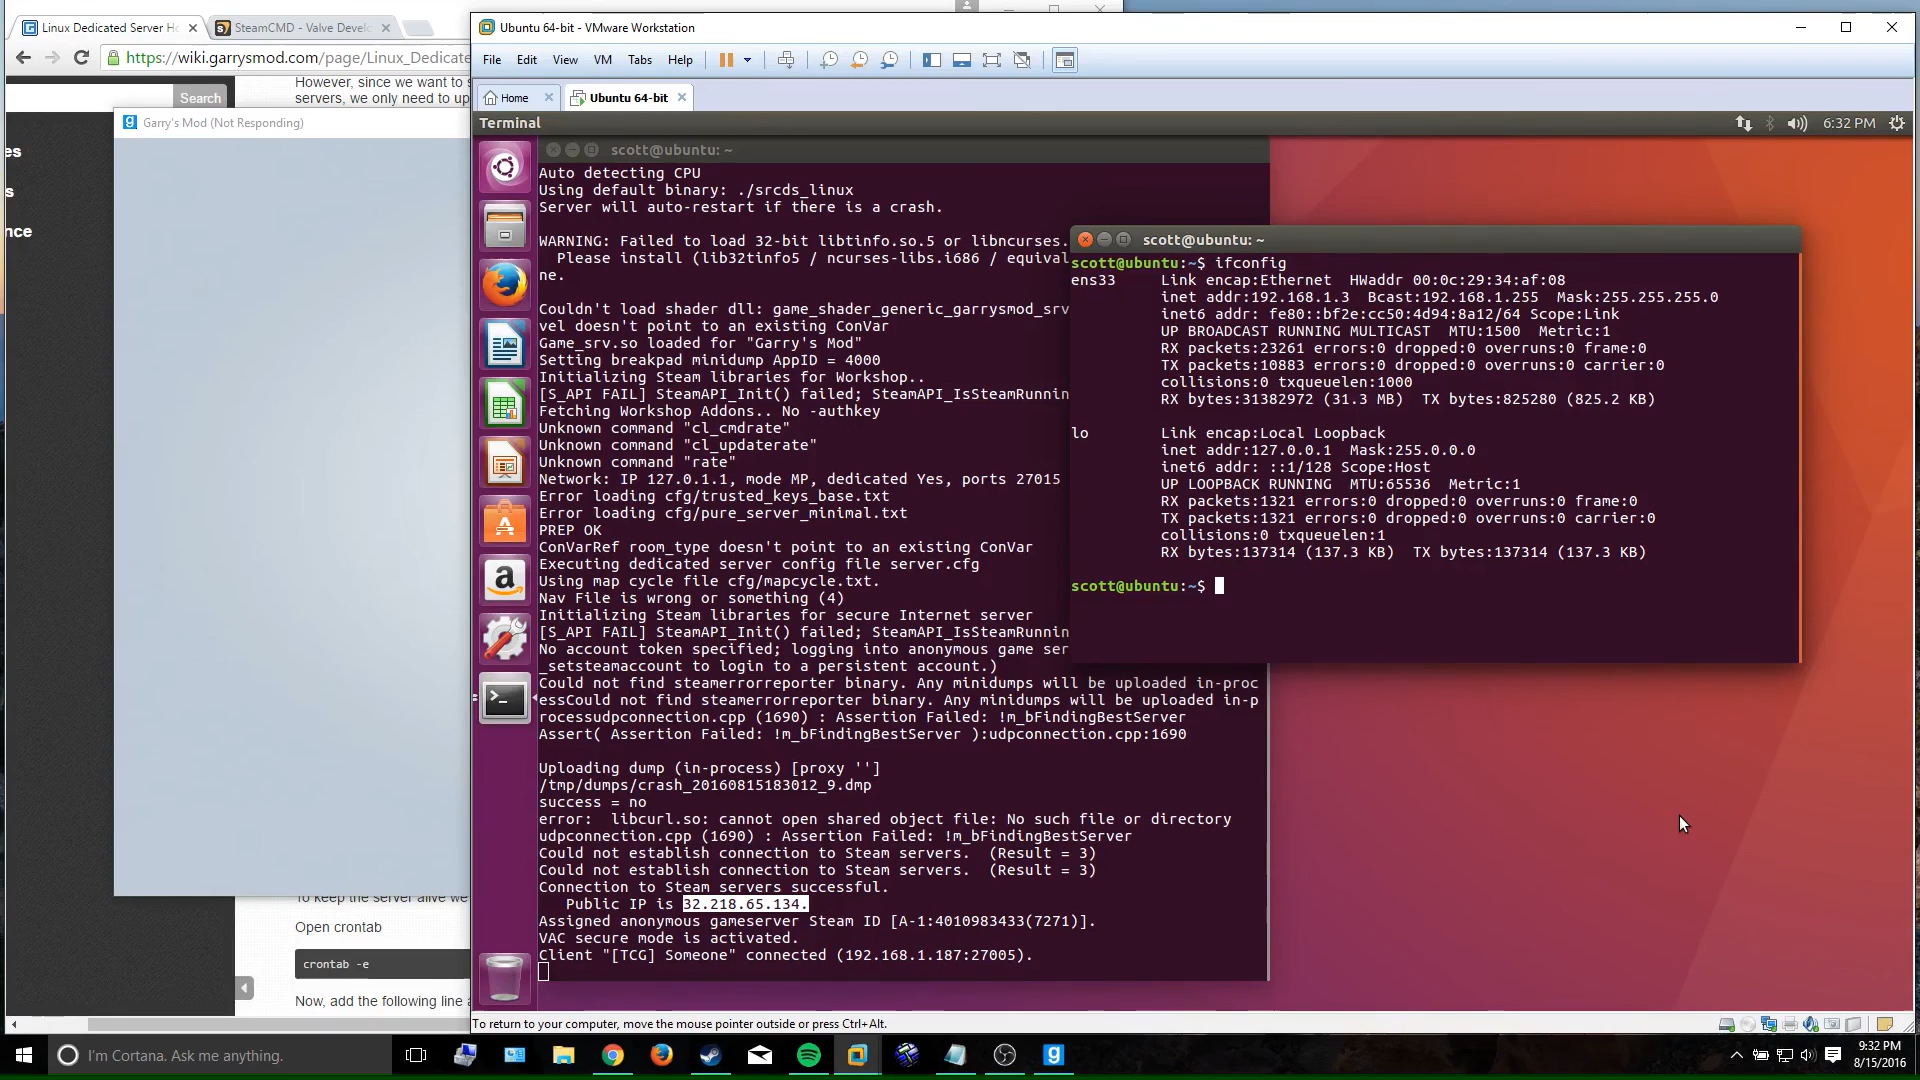 Linux Dedicated Server Ho
SteamCMD - Valve Develo
https://wiki.garrysmod.com/page/Linux_Dedicate
However, since we want to s
servers, we only need to up
Search
es
s
nce
Garry's Mod (Not Responding)
To keep the server alive we
Open crontab
crontab -e
Now, add the following line a
Ubuntu 64-bit - VMware Workstation
File Edit View VM Tabs Help
Home
Ubuntu 64-bit
Terminal
6:32 PM
scott@ubuntu: ~
Auto detecting CPU
Using default binary: ./srcds_linux
Server will auto-restart if there is a crash.
WARNING: Failed to load 32-bit libtinfo.so.5 or libncurses.
Please install (lib32tinfo5 / ncurses-libs.i686 / equival
ne.
Couldn't load shader dll: game_shader_generic_garrysmod_srv
vel doesn't point to an existing ConVar
Game_srv.so loaded for "Garry's Mod"
Setting breakpad minidump AppID = 4000
Initializing Steam libraries for Workshop..
[S_API FAIL] SteamAPI_Init() failed; SteamAPI_IsSteamRunnin
Fetching Workshop Addons.. No -authkey
Unknown command "cl_cmdrate"
Unknown command "cl_updaterate"
Unknown command "rate"
Network: IP 127.0.1.1, mode MP, dedicated Yes, ports 27015
Error loading cfg/trusted_keys_base.txt
Error loading cfg/pure_server_minimal.txt
PREP OK
ConVarRef room_type doesn't point to an existing ConVar
Executing dedicated server config file server.cfg
Using map cycle file cfg/mapcycle.txt.
Nav File is wrong or something (4)
Initializing Steam libraries for secure Internet server
[S_API FAIL] SteamAPI_Init() failed; SteamAPI_IsSteamRunnin
No account token specified; logging into anonymous game ser
_setsteamaccount to login to a persistent account.)
Could not find steamerrorreporter binary. Any minidumps will be uploaded in-proc
essCould not find steamerrorreporter binary. Any minidumps will be uploaded in-p
rocessudpconnection.cpp (1690) : Assertion Failed: !m_bFindingBestServer
Assert( Assertion Failed: !m_bFindingBestServer ):udpconnection.cpp:1690
Uploading dump (in-process) [proxy '']
/tmp/dumps/crash_20160815183012_9.dmp
success = no
error:  libcurl.so: cannot open shared object file: No such file or directory
udpconnection.cpp (1690) : Assertion Failed: !m_bFindingBestServer
Could not establish connection to Steam servers.  (Result = 3)
Could not establish connection to Steam servers.  (Result = 3)
Connection to Steam servers successful.
Public IP is 32.218.65.134.
Assigned anonymous gameserver Steam ID [A-1:4010983433(7271)].
VAC secure mode is activated.
Client "[TCG] Someone" connected (192.168.1.187:27005).
scott@ubuntu: ~
scott@ubuntu:~$ ifconfig
ens33     Link encap:Ethernet  HWaddr 00:0c:29:34:af:08
inet addr:192.168.1.3  Bcast:192.168.1.255  Mask:255.255.255.0
inet6 addr: fe80::bf2e:cc50:4d94:8a12/64 Scope:Link
UP BROADCAST RUNNING MULTICAST  MTU:1500  Metric:1
RX packets:23261 errors:0 dropped:0 overruns:0 frame:0
TX packets:10883 errors:0 dropped:0 overruns:0 carrier:0
collisions:0 txqueuelen:1000
RX bytes:31382972 (31.3 MB)  TX bytes:825280 (825.2 KB)
lo        Link encap:Local Loopback
inet addr:127.0.0.1  Mask:255.0.0.0
inet6 addr: ::1/128 Scope:Host
UP LOOPBACK RUNNING  MTU:65536  Metric:1
RX packets:1321 errors:0 dropped:0 overruns:0 frame:0
TX packets:1321 errors:0 dropped:0 overruns:0 carrier:0
collisions:0 txqueuelen:1
RX bytes:137314 (137.3 KB)  TX bytes:137314 (137.3 KB)
scott@ubuntu:~$
To return to your computer, move the mouse pointer outside or press Ctrl+Alt.
I'm Cortana. Ask me anything.
9:32 PM
8/15/2016